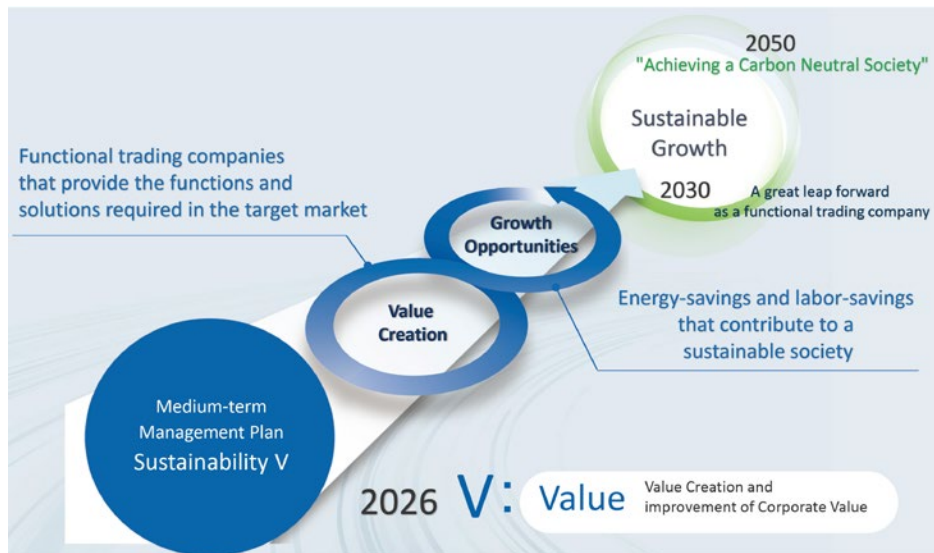 2050
"Achieving a Carbon Neutral Society"
Sustainable
Growth
2030
A great leap forward
as a functional trading company
Functional trading companies
that provide the functions and
solutions required in the target market
Growth
Opportunities
Energy-savings and labor-savings
that contribute to a
sustainable society
Value
Creation
Medium-term
Management Plan
Sustainability V
2026 V: Value
Value Creation and
improvement of Corporate Value